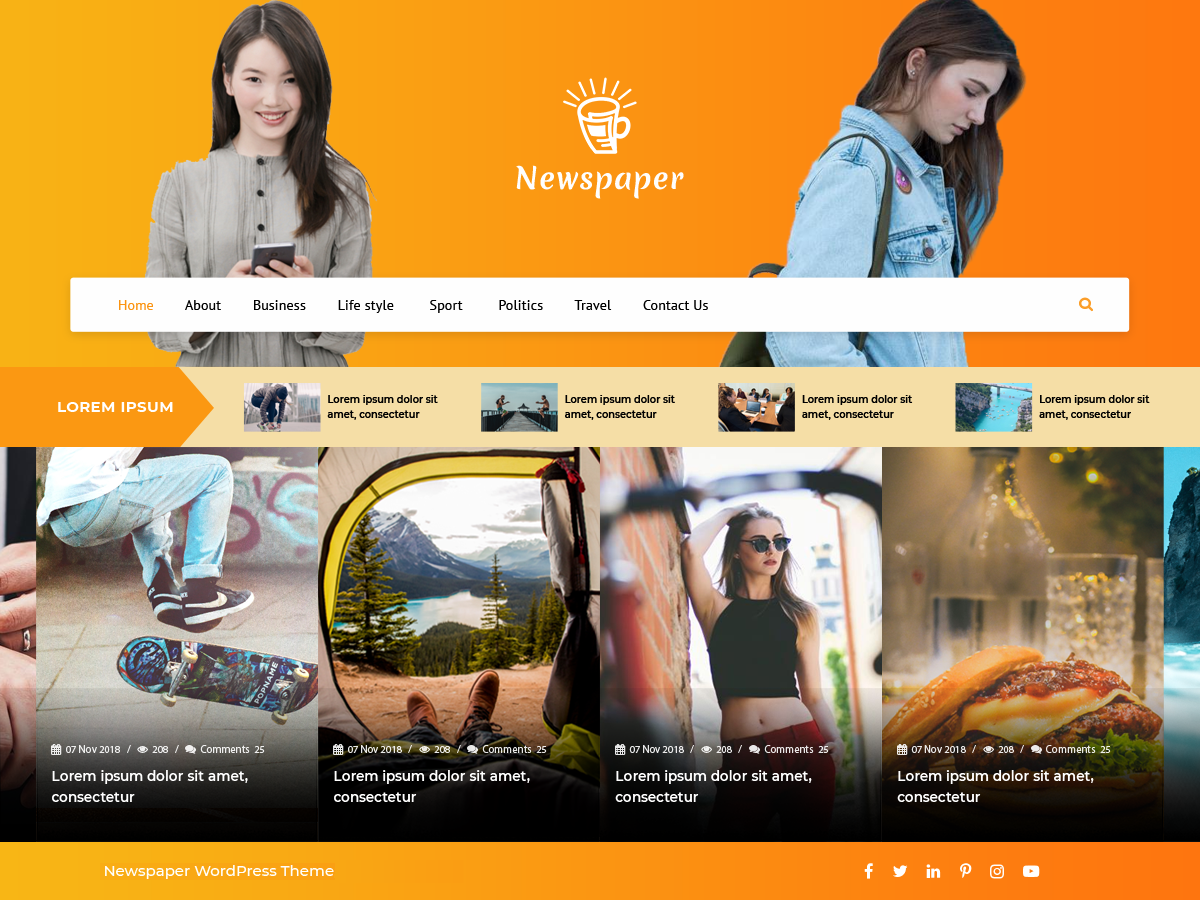 Newspaper
Home About Business Life style Sport Politics Travel Contact Us
LOREM IPSUM
Lorem ipsum dolor sit
amet, consectetur
Lorem ipsum dolor sit
amet, consectetur
Lorem ipsum dolor sit
amet, consectetur
Lorem ipsum dolor sit
amet, consectetur
POPNAME
07 Nov 2018 / 208 / Comments 25
Lorem ipsum dolor sit amet,
consectetur
07 Nov 2018 / 208 / Comments 25
Lorem ipsum dolor sit amet,
consectetur
07 Nov 2018 / 208 / Comments 25
Lorem ipsum dolor sit amet,
consectetur
07 Nov 2018 / 208 / Comments 25
Lorem ipsum dolor sit amet,
consectetur
Newspaper WordPress Theme